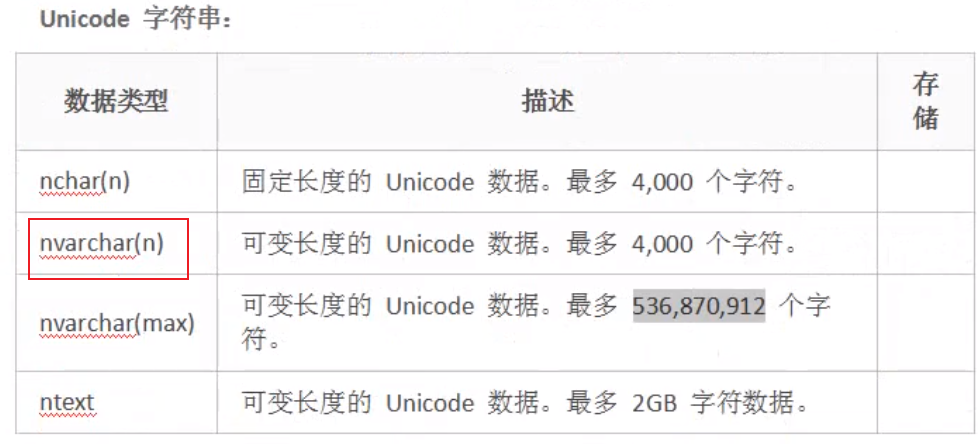 Unicode 字符串：
数据类型 描述 存
储
nchar(n) 固定长度的 Unicode 数据。最多 4,000 个字符。
nvarchar(n) 可变长度的 Unicode 数据。最多 4,000 个字符。
nvarchar(max) 可变长度的 Unicode 数据。最多 536,870,912 个字
符。
ntext 可变长度的 Unicode 数据。最多 2GB 字符数据。